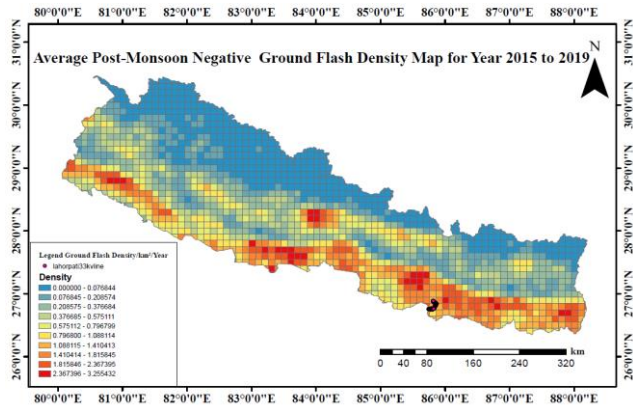 80°0'0"E 81°0'0"E 82°0'0"E 83°0'0"E 84°0'0"E 85°0'0"E 86°0'0"E 87°0'0"E 88°0'0"E
Average Post-Monsoon Negative Ground Flash Density Map for Year 2015 to 2019
N
31°0'0"N
30°0'0"N
29°0'0"N
28°0'0"N
27°0'0"N
26°0'0"N
31°0'0"N
30°0'0"N
29°0'0"N
28°0'0"N
27°0'0"N
26°0'0"N
Legend Ground Flash Density/km²/Year
lahorpati33kvline
Density
0.000000 - 0.076844
0.076845 - 0.208574
0.208575 - 0.376684
0.376685 - 0.575111
0.575112 - 0.796799
0.796800 - 1.088114
1.088115 - 1.410413
1.410414 - 1.815845
1.815846 - 2.367395
2.367396 - 3.255432
km
0 20 40 80 120 160 200 240 280 320
80°0'0"E 81°0'0"E 82°0'0"E 83°0'0"E 84°0'0"E 85°0'0"E 86°0'0"E 87°0'0"E 88°0'0"E